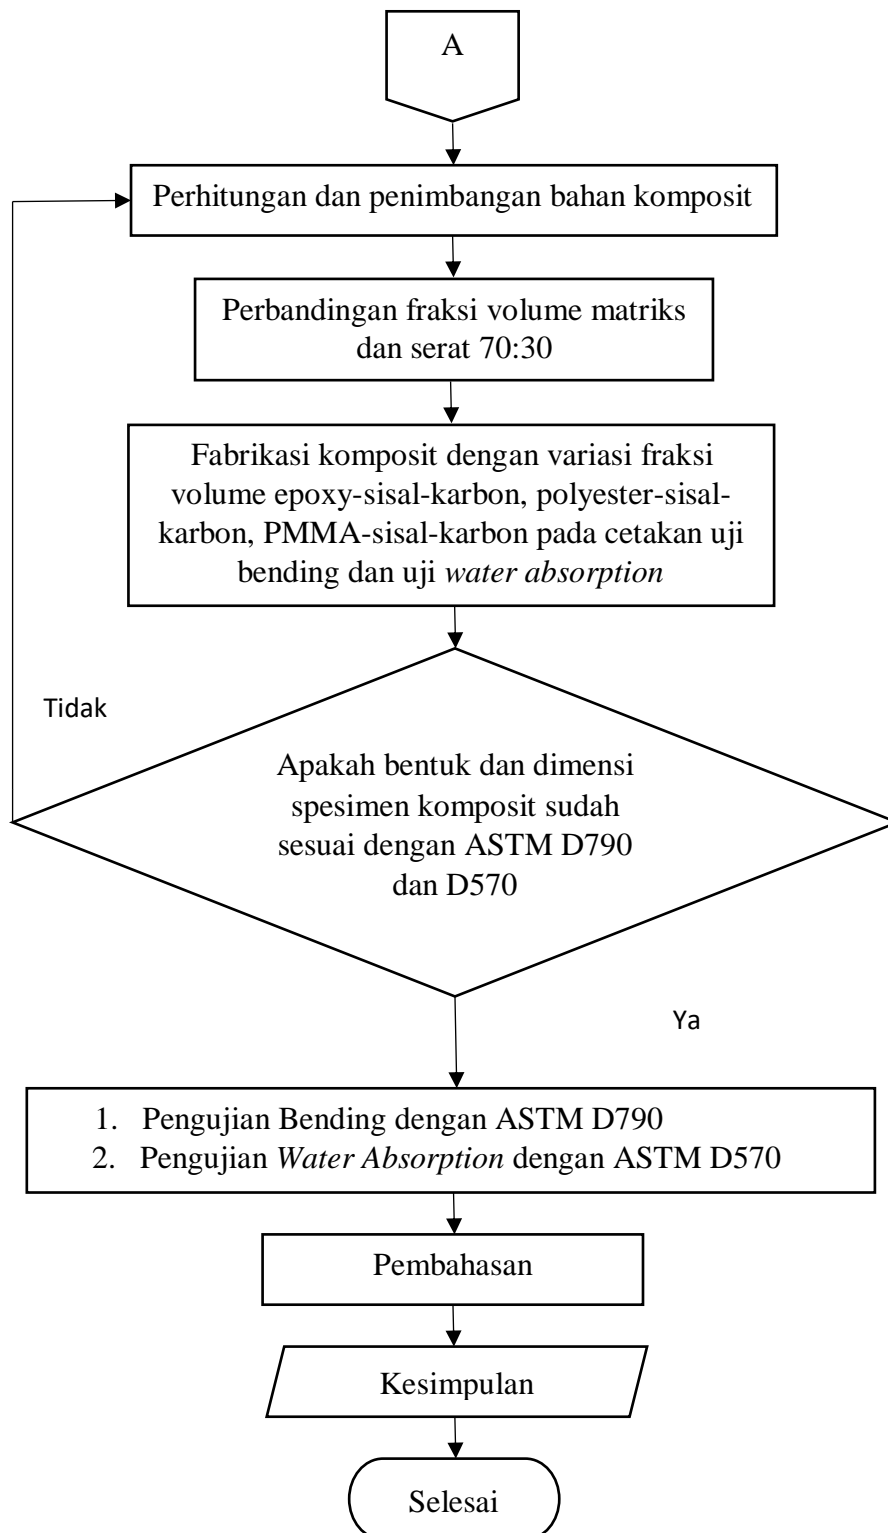 A
Perhitungan dan penimbangan bahan komposit
Perbandingan fraksi volume matriks
dan serat 70:30
Fabrikasi komposit dengan variasi fraksi
volume epoxy-sisal-karbon, polyester-sisal-
karbon, PMMA-sisal-karbon pada cetakan uji
bending dan uji water absorption
Tidak
Apakah bentuk dan dimensi
spesimen komposit sudah
sesuai dengan ASTM D790
dan D570
Ya
1. Pengujian Bending dengan ASTM D790
2. Pengujian Water Absorption dengan ASTM D570
Pembahasan
Kesimpulan
Selesai